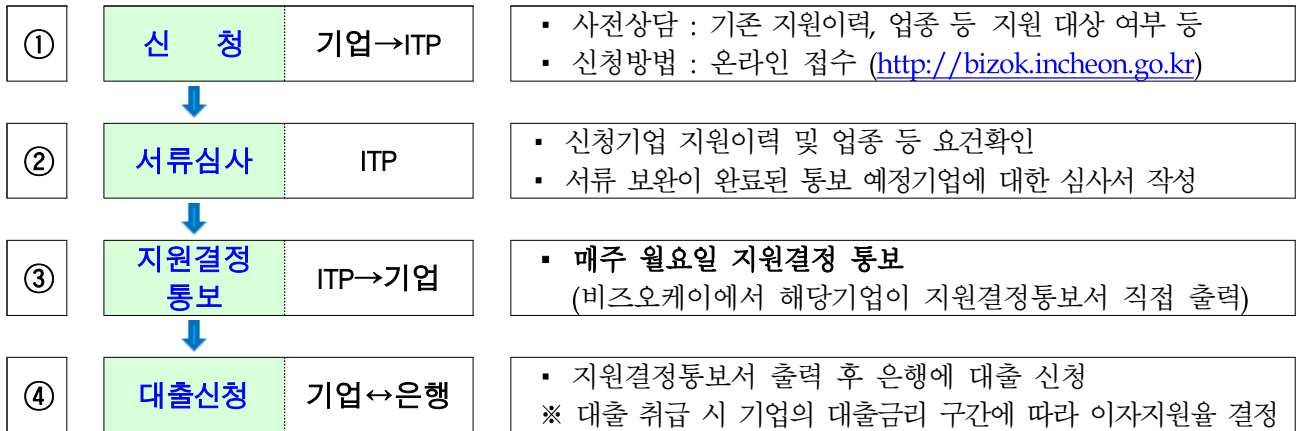 ① 신 청 기업→ITP ▪ 사전상담 : 기존 지원이력, 업종 등 지원 대상 여부 등
▪ 신청방법 : 온라인 접수 (http://bizok.incheon.go.kr)
② 서류심사 ITP ▪ 신청기업 지원이력 및 업종 등 요건확인
▪ 서류 보완이 완료된 통보 예정기업에 대한 심사서 작성
③ 지원결정 통보 ITP→기업 ▪ 매주 월요일 지원결정 통보
(비즈오케이에서 해당기업이 지원결정통보서 직접 출력)
④ 대출신청 기업↔은행 ▪ 지원결정통보서 출력 후 은행에 대출 신청
※ 대출 취급 시 기업의 대출금리 구간에 따라 이자지원율 결정